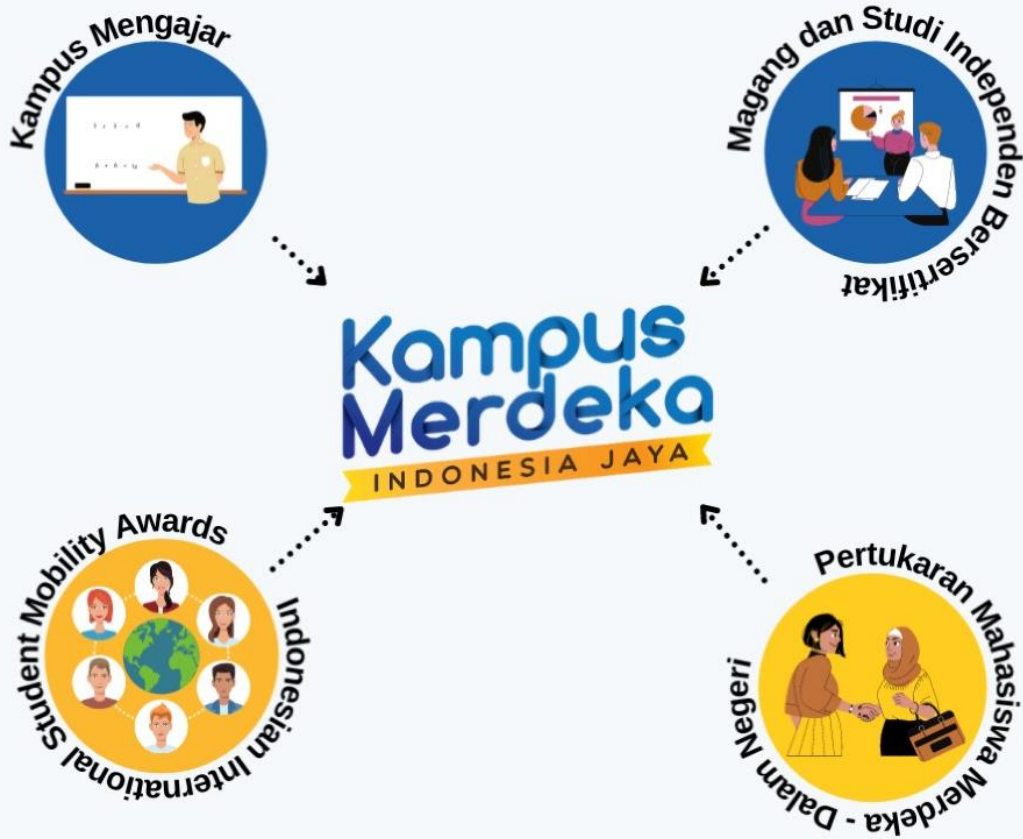 Kampus Mengajar
Magang dan Studi Independen Bersertifikat
Kampus
Merdeka
INDONESIA JAYA
Indonesian International Student Mobility Awards
Pertukaran Mahasiswa Merdeka - Dalam Negeri